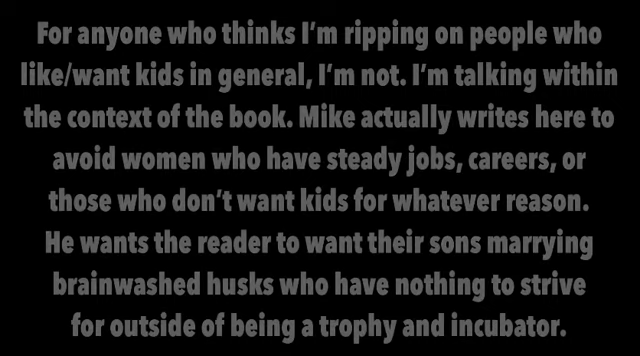 For anyone who thinks I’m ripping on people who
like/want kids in general, I’m not. I’m talking within
the context of the book. Mike actually writes here to
avoid women who have steady jobs, careers, or
those who don’t want kids for whatever reason.
He wants the reader to want their sons marrying
brainwashed husks who have nothing to strive
for outside of being a trophy and incubator.